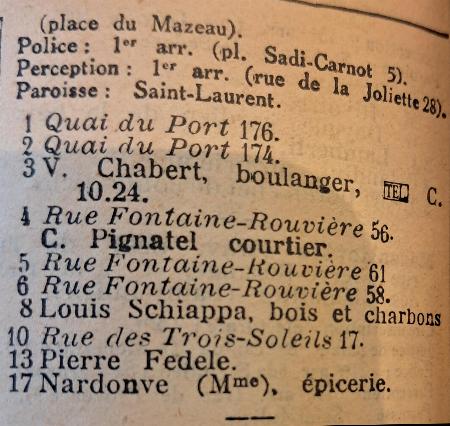 (place du Mazeau).
Police : 1er arr. (pl. Sadi-Carnot 5).
Perception : 1er arr. (rue de la Joliette 28).
Paroisse : Saint-Laurent.
1 Quai du Port 176.
2 Quai du Port 174.
3 V. Chabert, boulanger, TEL C.
10.24.
4 Rue Fontaine-Rouvière 56.
C. Pignatel courtier.
5 Rue Fontaine-Rouvière 61
6 Rue Fontaine-Rouvière 58.
8 Louis Schiappa, bois et charbons
10 Rue des Trois-Soleils 17.
13 Pierre Fedele.
17 Nardonve (Mme), épicerie.